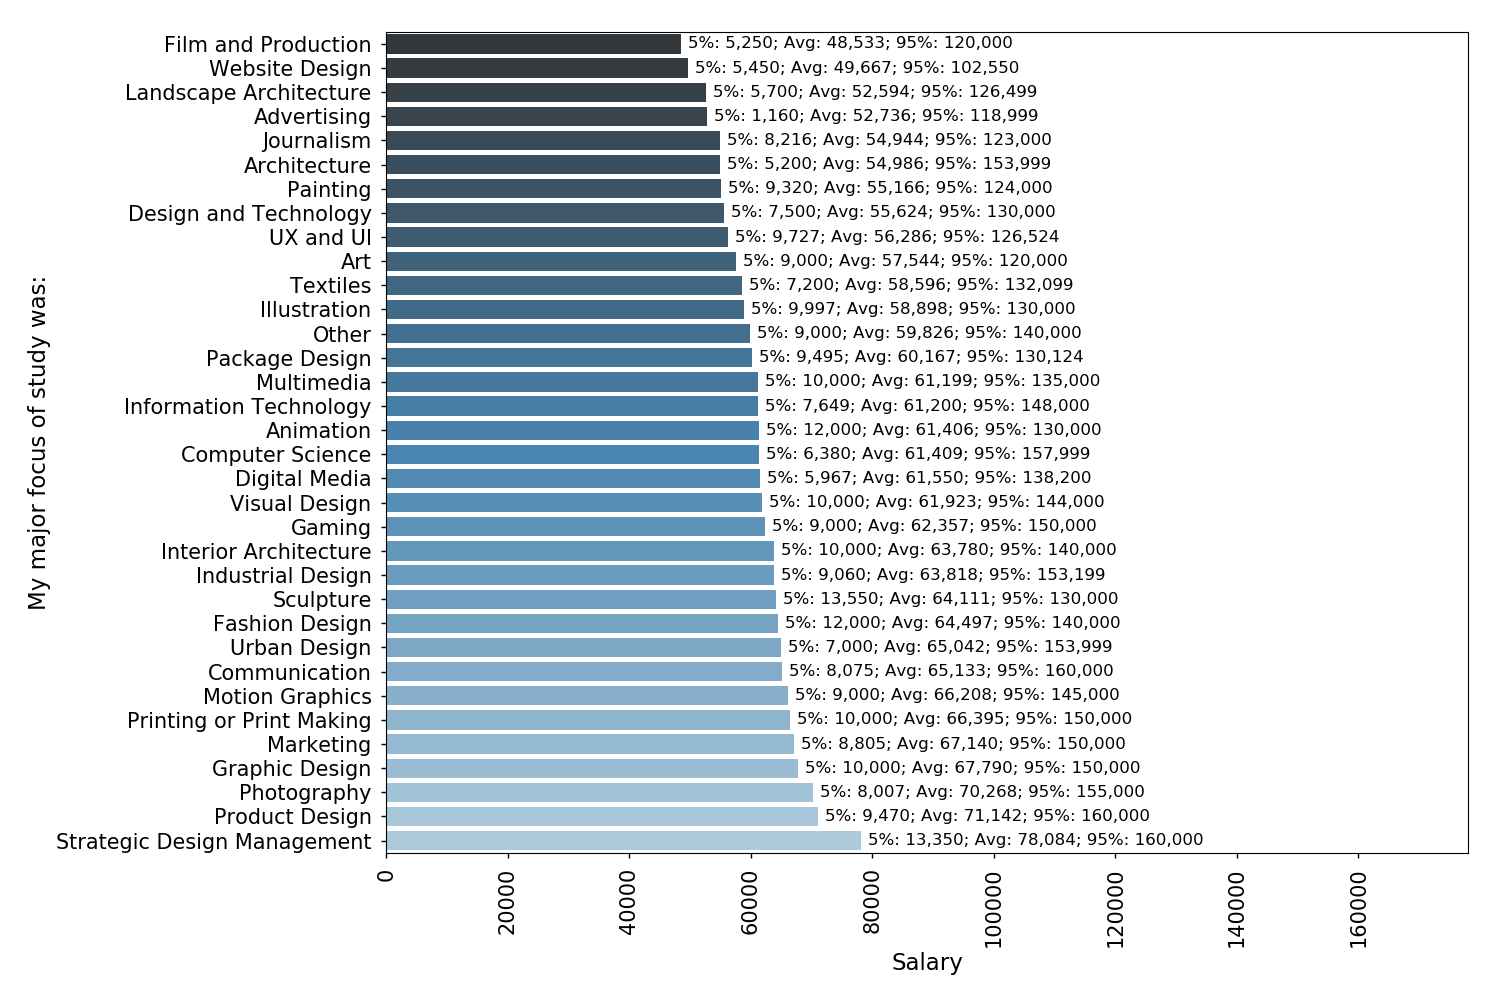 Film and Production 5%: 5,250; Avg: 48,533; 95%: 120,000
Website Design 5%: 5,450; Avg: 49,667; 95%: 102,550
Landscape Architecture 5%: 5,700; Avg: 52,594; 95%: 126,499
Advertising 5%: 1,160; Avg: 52,736; 95%: 118,999
Journalism 5%: 8,216; Avg: 54,944; 95%: 123,000
Architecture 5%: 5,200; Avg: 54,986; 95%: 153,999
Painting 5%: 9,320; Avg: 55,166; 95%: 124,000
Design and Technology 5%: 7,500; Avg: 55,624; 95%: 130,000
UX and UI 5%: 9,727; Avg: 56,286; 95%: 126,524
Art 5%: 9,000; Avg: 57,544; 95%: 120,000
Textiles 5%: 7,200; Avg: 58,596; 95%: 132,099
Illustration 5%: 9,997; Avg: 58,898; 95%: 130,000
Other 5%: 9,000; Avg: 59,826; 95%: 140,000
Package Design 5%: 9,495; Avg: 60,167; 95%: 130,124
Multimedia 5%: 10,000; Avg: 61,199; 95%: 135,000
Information Technology 5%: 7,649; Avg: 61,200; 95%: 148,000
Animation 5%: 12,000; Avg: 61,406; 95%: 130,000
Computer Science 5%: 6,380; Avg: 61,409; 95%: 157,999
Digital Media 5%: 5,967; Avg: 61,550; 95%: 138,200
Visual Design 5%: 10,000; Avg: 61,923; 95%: 144,000
Gaming 5%: 9,000; Avg: 62,357; 95%: 150,000
Interior Architecture 5%: 10,000; Avg: 63,780; 95%: 140,000
Industrial Design 5%: 9,060; Avg: 63,818; 95%: 153,199
Sculpture 5%: 13,550; Avg: 64,111; 95%: 130,000
Fashion Design 5%: 12,000; Avg: 64,497; 95%: 140,000
Urban Design 5%: 7,000; Avg: 65,042; 95%: 153,999
Communication 5%: 8,075; Avg: 65,133; 95%: 160,000
Motion Graphics 5%: 9,000; Avg: 66,208; 95%: 145,000
Printing or Print Making 5%: 10,000; Avg: 66,395; 95%: 150,000
Marketing 5%: 8,805; Avg: 67,140; 95%: 150,000
Graphic Design 5%: 10,000; Avg: 67,790; 95%: 150,000
Photography 5%: 8,007; Avg: 70,268; 95%: 155,000
Product Design 5%: 9,470; Avg: 71,142; 95%: 160,000
Strategic Design Management 5%: 13,350; Avg: 78,084; 95%: 160,000
My major focus of study was:
0 20000 40000 60000 80000 100000 120000 140000 160000
Salary